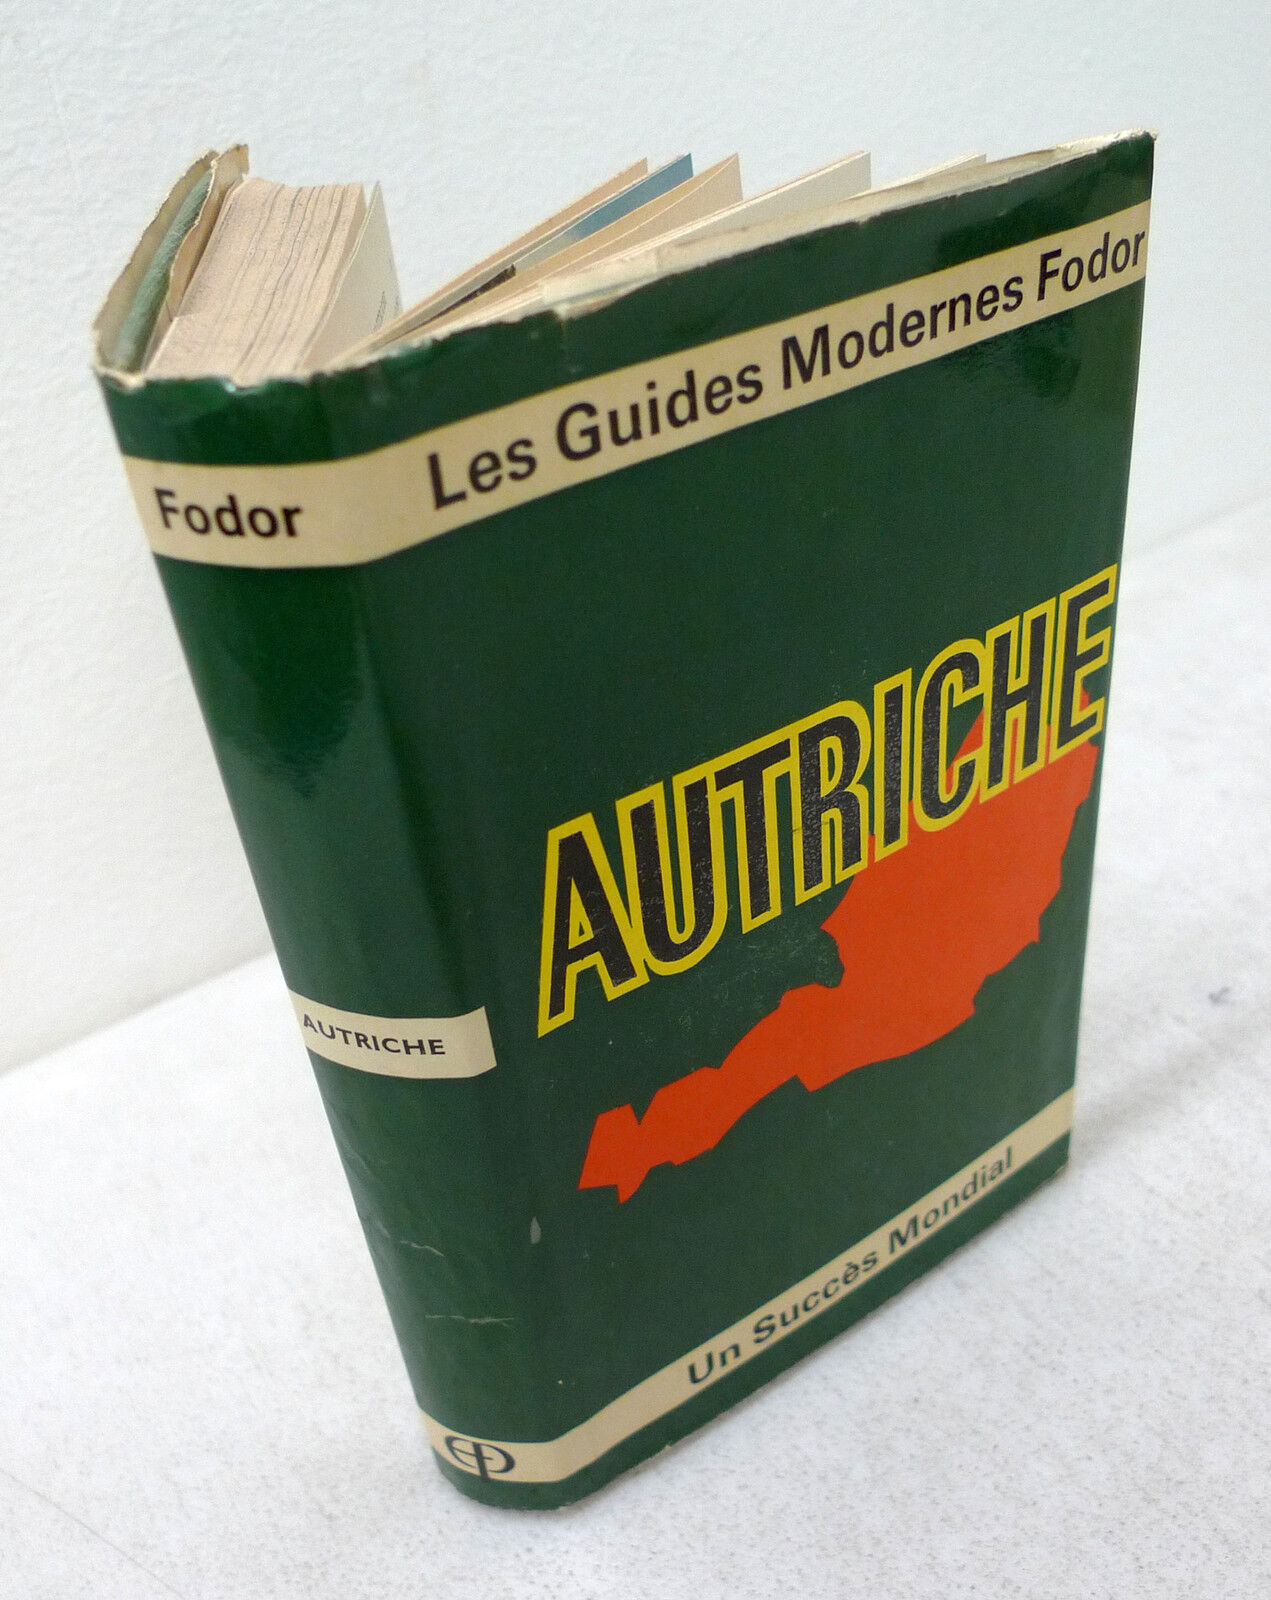 Les Guides Modernes Fodor
AUTRICHE
Un Succès Mondial
Fodor
AUTRICHE